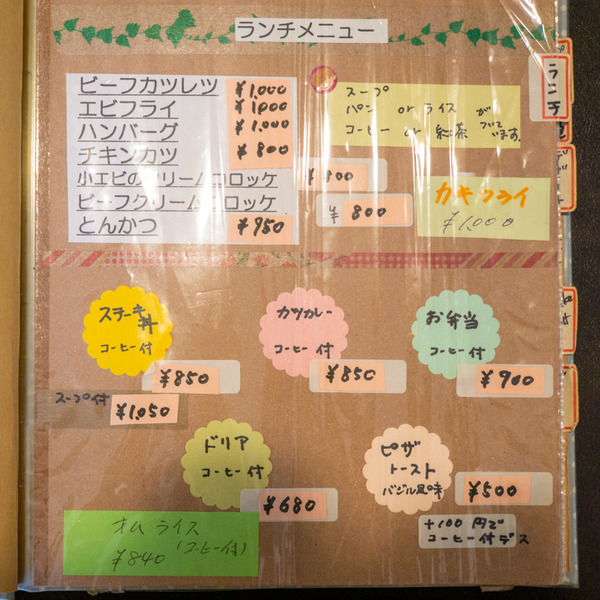 ランチメニュー
ビーフカツレツ ¥1,000
エビフライ ¥1,000
ハンバーグ ¥1,000
チキンカツ ¥800
小エビのクリームコロッケ ¥800
ビーフクリームコロッケ ¥800
とんかつ ¥950
スープ
パン or ライス が
コーヒー or 紅茶 ついて
います。
カキフライ
¥1,000
ランチ
ステーキ
丼
コーヒー付
¥850
スープ付
¥1,050
カツカレー
コーヒー付
¥850
お弁当
コーヒー付
¥900
ドリア
コーヒー付
¥680
ピザ
トースト
バジル風味
¥500
+100円で
コーヒー付デス
オムライス
(コーヒー付)
¥840